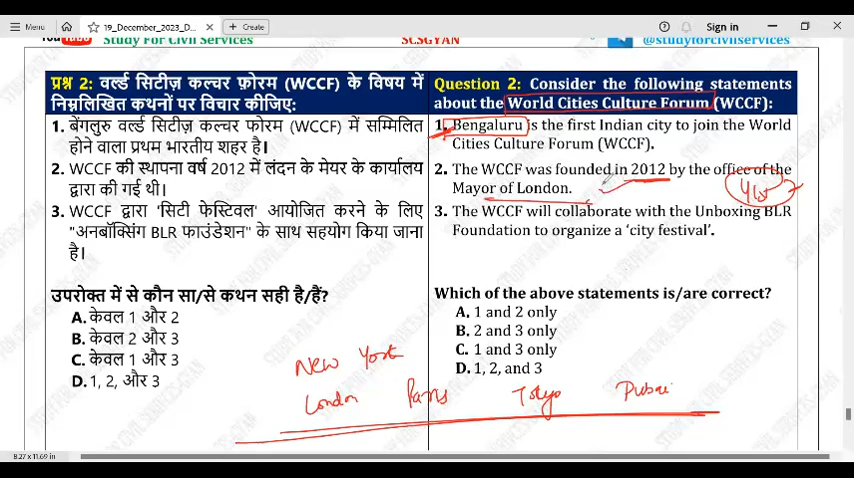 Menu
19_December_2023_D...
Create
Sign in
YouTube Study For Civil Services
SCSGYAN
@studyforcivilservices
प्रश्न 2: वर्ल्ड सिटीज़ कल्चर फ़ोरम (WCCF) के विषय में
निम्नलिखित कथनों पर विचार कीजिए:
1. बेंगलुरु वर्ल्ड सिटीज़ कल्चर फोरम (WCCF) में सम्मिलित
होने वाला प्रथम भारतीय शहर है।
2. WCCF की स्थापना वर्ष 2012 में लंदन के मेयर के कार्यालय
द्वारा की गई थी।
3. WCCF द्वारा 'सिटी फेस्टिवल' आयोजित करने के लिए
"अनबॉक्सिंग BLR फाउंडेशन" के साथ सहयोग किया जाना
है।
उपरोक्त में से कौन सा/से कथन सही है/हैं?
A. केवल 1 और 2
B. केवल 2 और 3
C. केवल 1 और 3
D. 1, 2, और 3
Question 2: Consider the following statements
about the World Cities Culture Forum (WCCF):
1. Bengaluru is the first Indian city to join the World
Cities Culture Forum (WCCF).
2. The WCCF was founded in 2012 by the office of the
Mayor of London.
3. The WCCF will collaborate with the Unboxing BLR
Foundation to organize a 'city festival'.
Which of the above statements is/are correct?
A. 1 and 2 only
B. 2 and 3 only
C. 1 and 3 only
D. 1, 2, and 3
New York
London Paris Tokyo Dubai
8.27 x 11.69 in